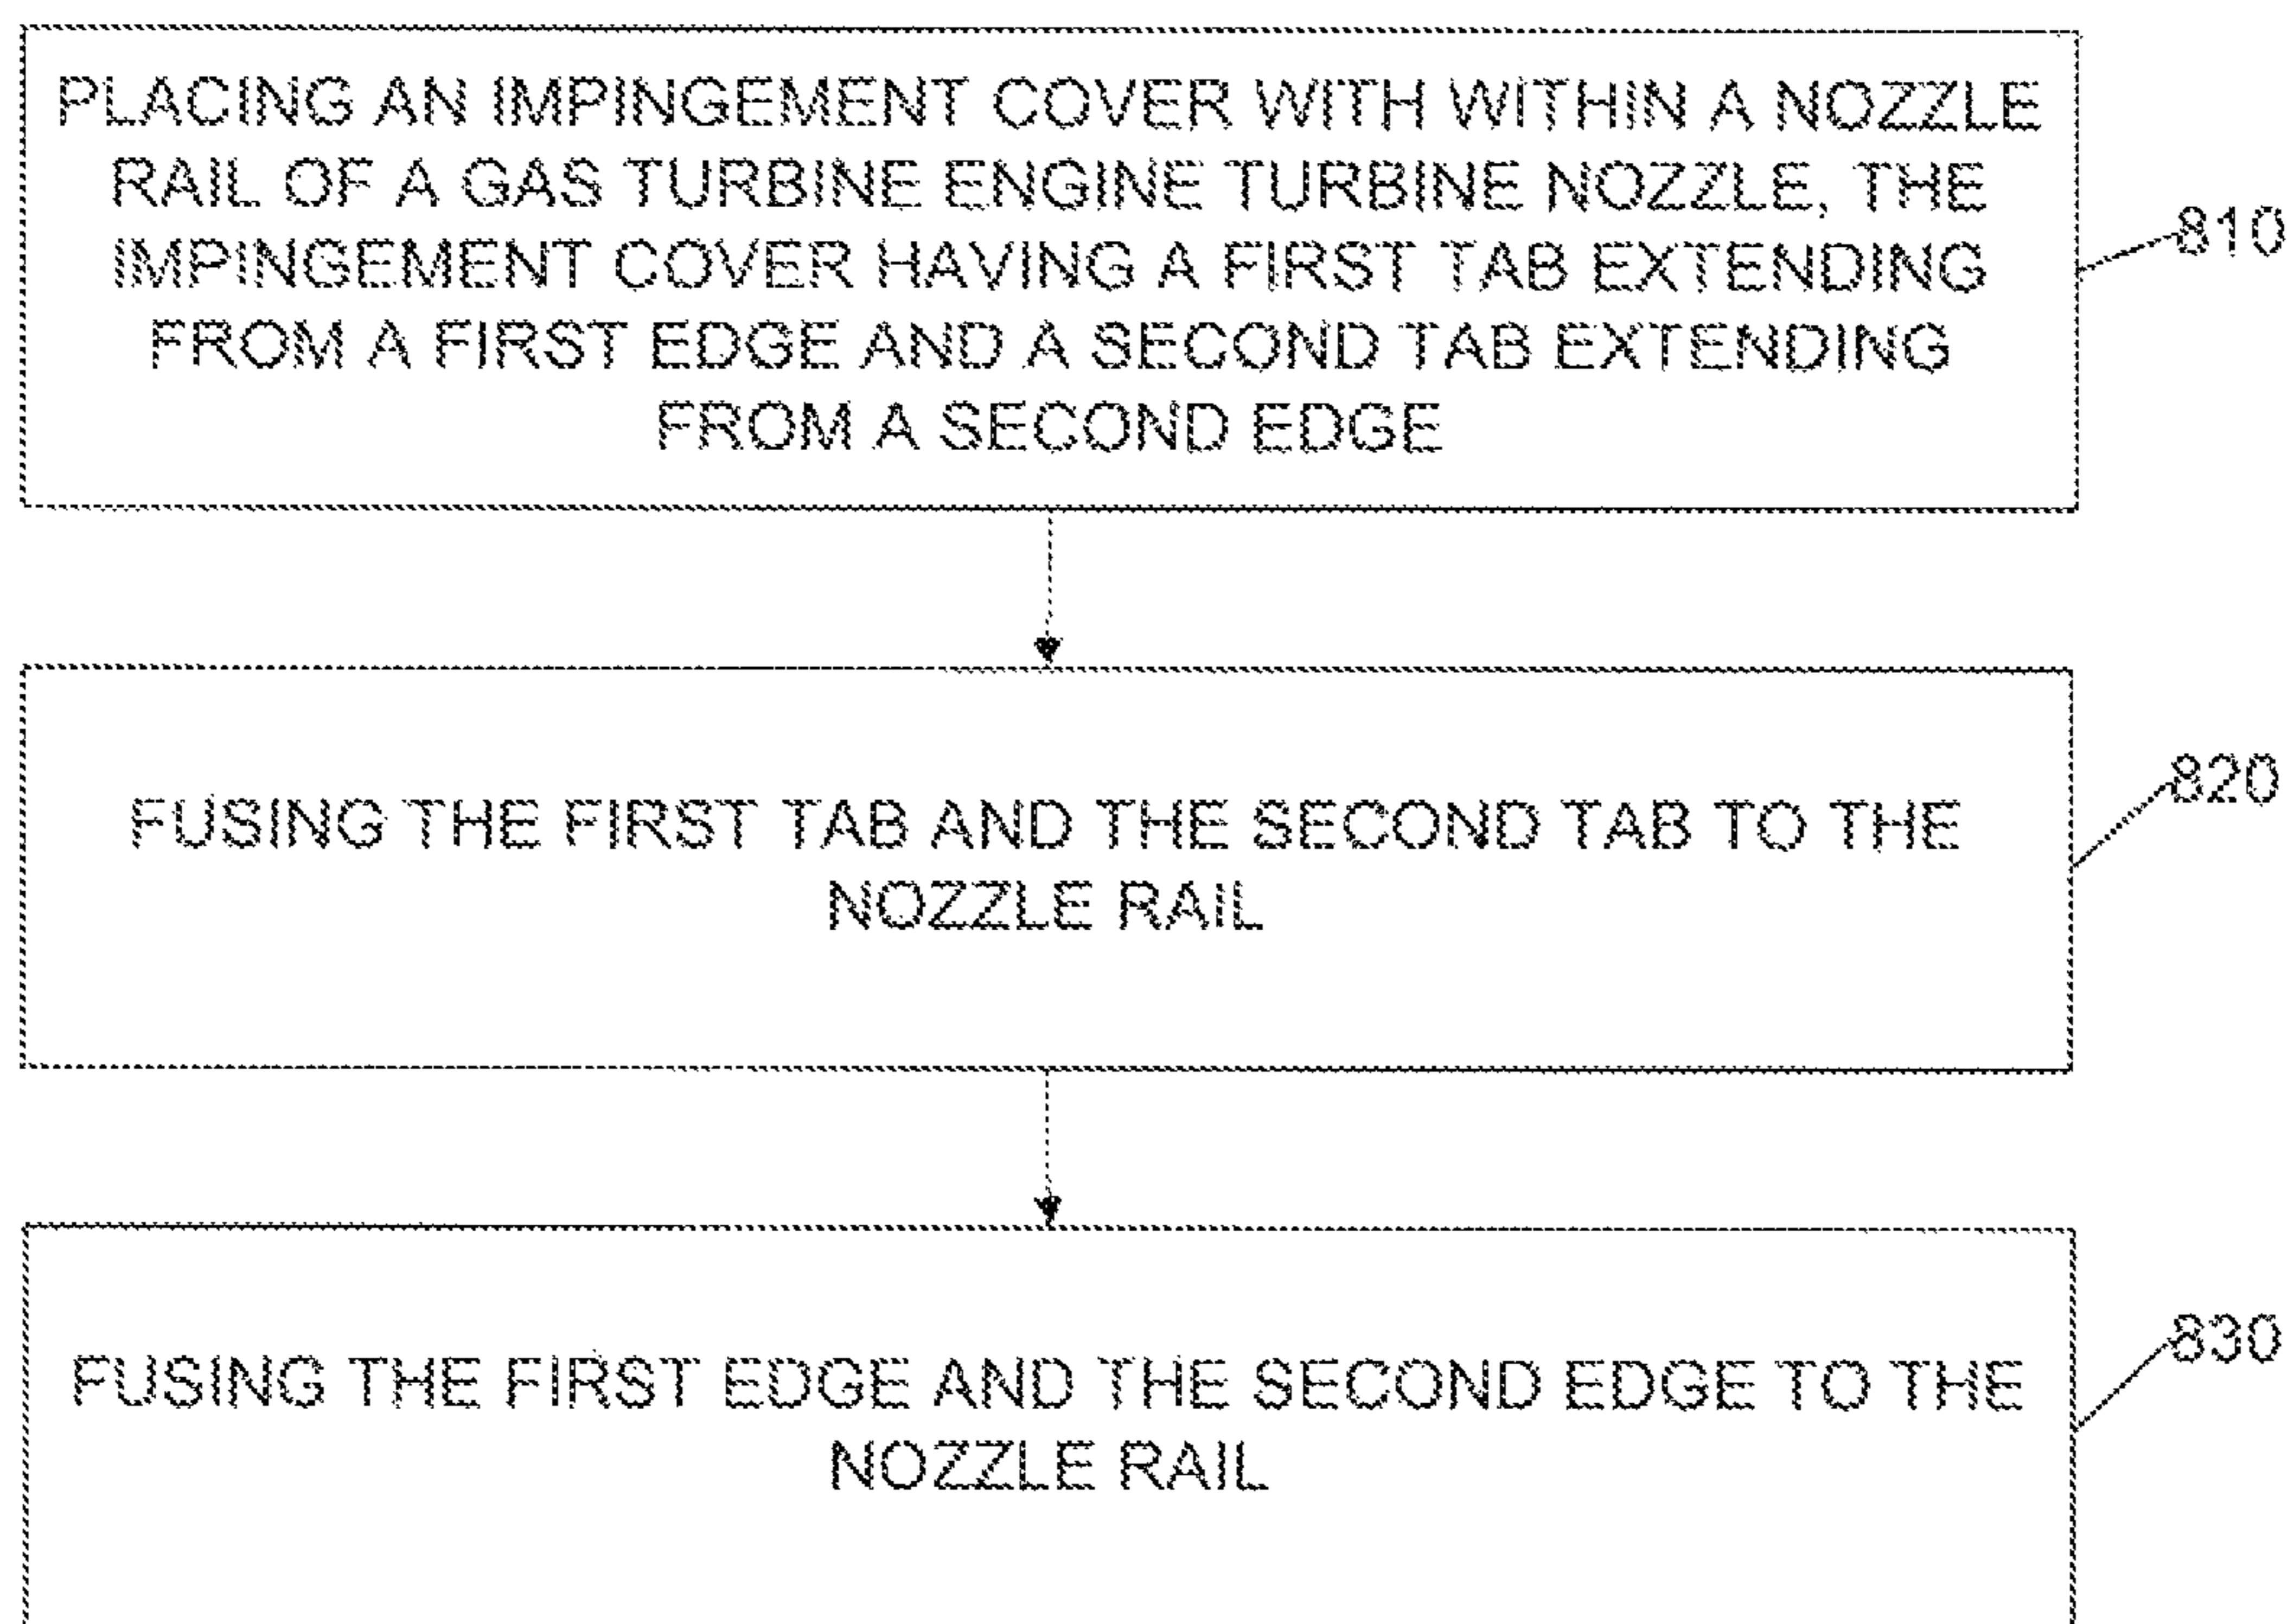 PLACING AN IMPINGEMENT COVER WITH WITHIN A NOZZLE
RAIL OF A GAS TURBINE ENGINE TURBINE NOZZLE, THE
IMPINGEMENT COVER HAVING A FIRST TAB EXTENDING
FROM A FIRST EDGE AND A SECOND TAB EXTENDING
FROM A SECOND EDGE
810
FUSING THE FIRST TAB AND THE SECOND TAB TO THE
NOZZLE RAIL
820
FUSING THE FIRST EDGE AND THE SECOND EDGE TO THE
NOZZLE RAIL
830